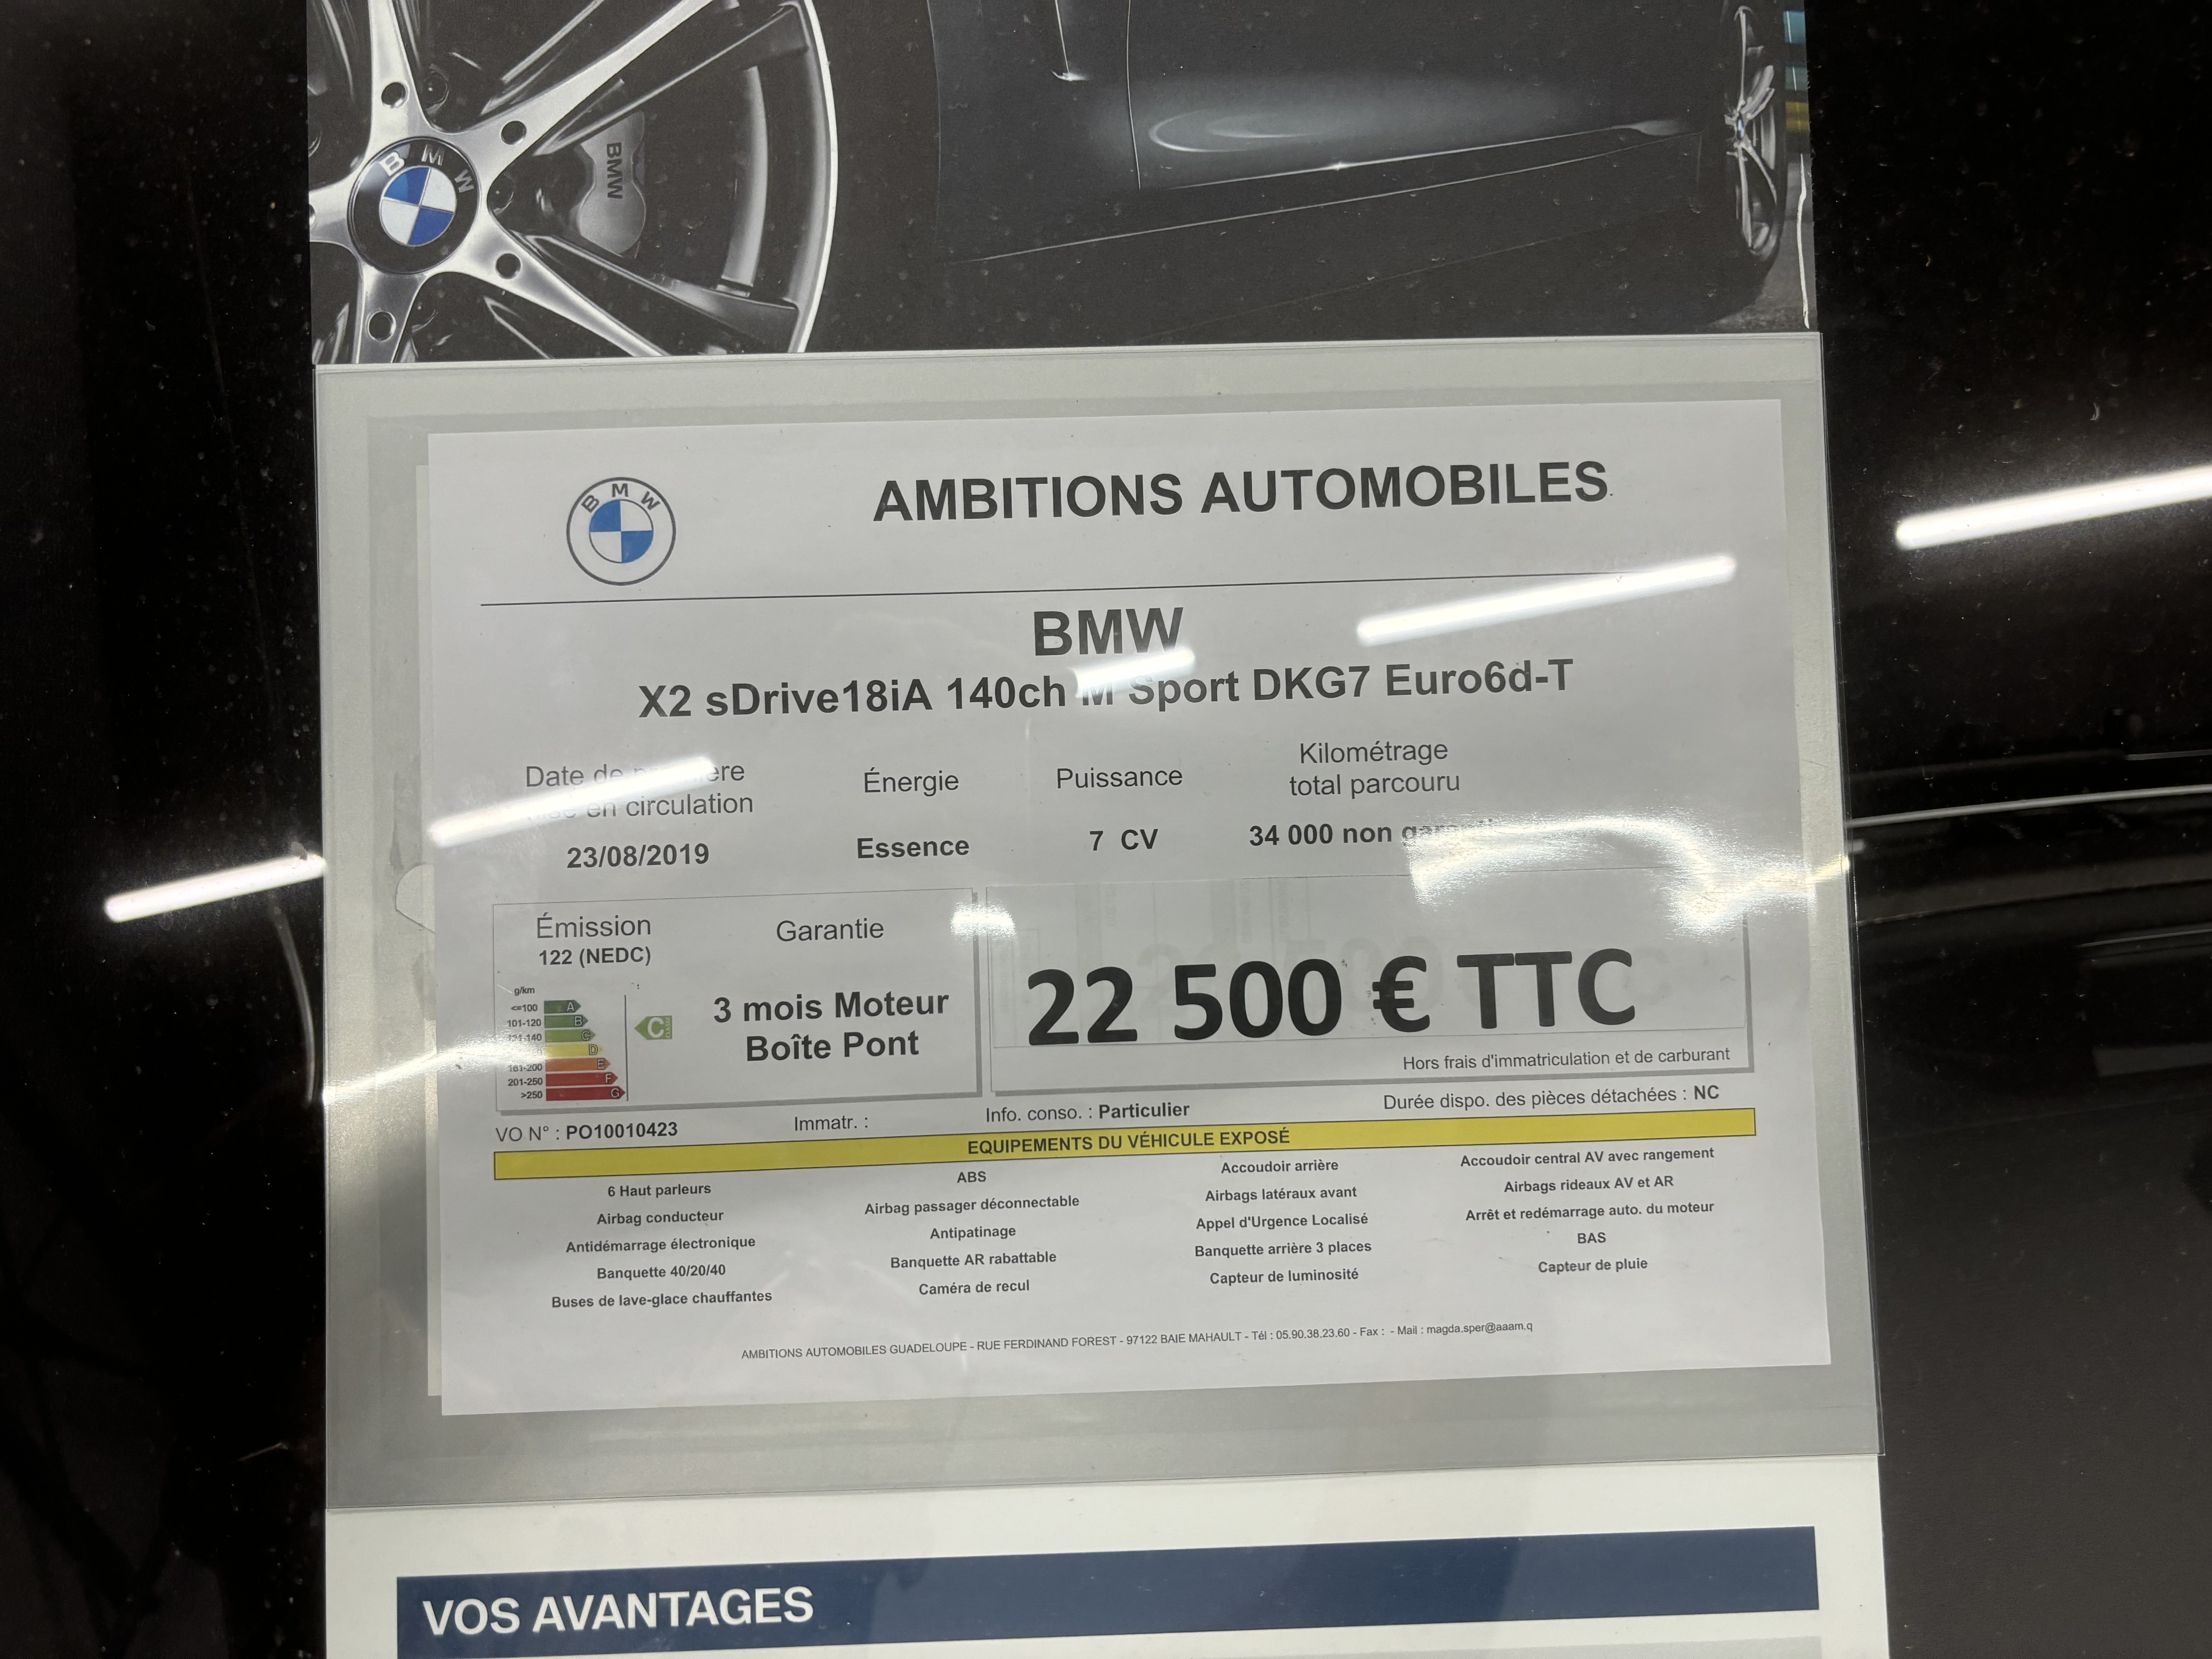 BMW
BMW
BMW
AMBITIONS AUTOMOBILES
BMW
X2 sDrive18iA 140ch M Sport DKG7 Euro6d-T
Date de
en circulation
23/08/2019
Énergie
Essence
Puissance
7 CV
Kilométrage
total parcouru
34 000 non
Émission
122 (NEDC)
g/km
<=100 A
101-120 B
121-140 C
D
161-200 E
201-250 F
>250 G
C
Garantie
3 mois Moteur
Boîte Pont
22 500 € TTC
Hors frais d'immatriculation et de carburant
VO N° : PO10010423 Immatr. : Info. conso. : Particulier Durée dispo. des pièces détachées : NC
EQUIPEMENTS DU VÉHICULE EXPOSÉ
6 Haut parleurs ABS Accoudoir arrière Accoudoir central AV avec rangement
Airbag conducteur Airbag passager déconnectable Airbags latéraux avant Airbags rideaux AV et AR
Antidémarrage électronique Antipatinage Appel d'Urgence Localisé Arrêt et redémarrage auto. du moteur
Banquette 40/20/40 Banquette AR rabattable Banquette arrière 3 places BAS
Buses de lave-glace chauffantes Caméra de recul Capteur de luminosité Capteur de pluie
AMBITIONS AUTOMOBILES GUADELOUPE - RUE FERDINAND FOREST - 97122 BAIE MAHAULT - Tél : 05.90.38.23.60 - Fax : - Mail : magda.sper@aaam.q
VOS AVANTAGES